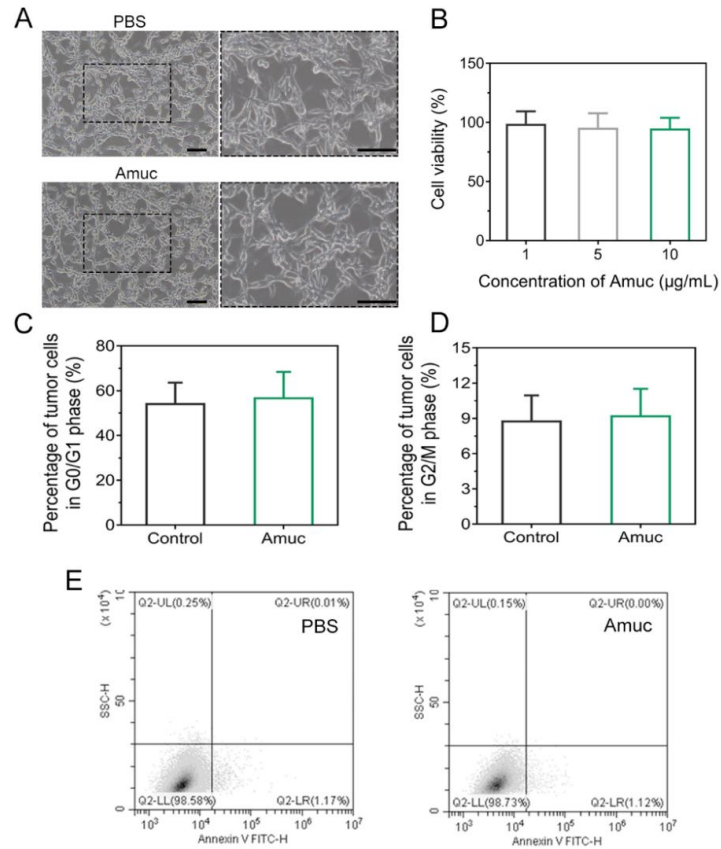 A
PBS
Amuc
B
Cell viability (%)
150
100
50
0
1 5 10
Concentration of Amuc (μg/mL)
C
Percentage of tumor cells
in G0/G1 phase (%)
80
60
40
20
0
Control Amuc
D
Percentage of tumor cells
in G2/M phase (%)
15
12
9
6
3
0
Control Amuc
E
Q2-UL(0.25%) Q2-UR(0.01%)
PBS
(x 10⁴)
SSC-H
10
50
0
Q2-LL(98.58%) Q2-LR(1.17%)
10³ 10⁴ 10⁵ 10⁶ 10⁷
Annexin V FITC-H
Q2-UL(0.15%) Q2-UR(0.00%)
Amuc
(x 10⁴)
SSC-H
10
50
0
Q2-LL(98.73%) Q2-LR(1.12%)
10³ 10⁴ 10⁵ 10⁶ 10⁷
Annexin V FITC-H